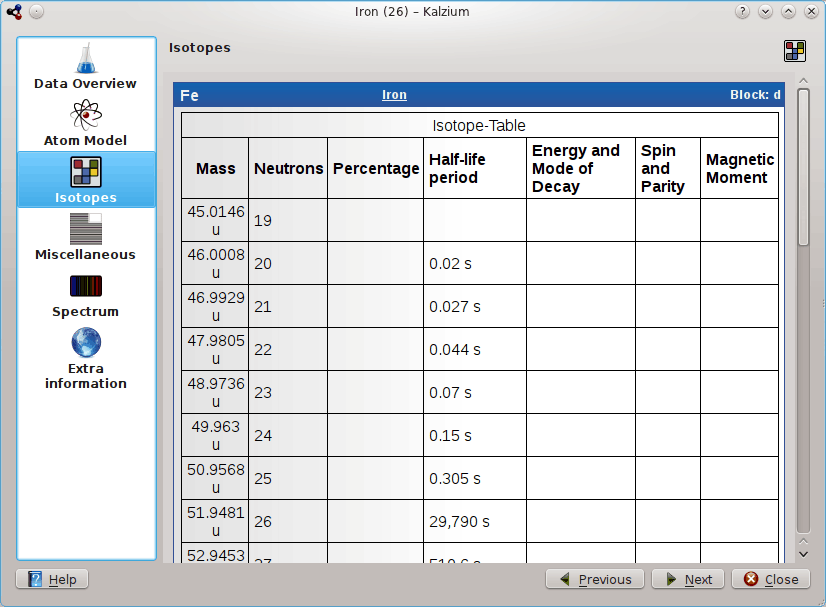 Iron (26) – Kalzium
Data Overview
Atom Model
Isotopes
Miscellaneous
Spectrum
Extra
information
Isotopes
Fe Iron Block: d
Isotope-Table
Mass Neutrons Percentage Half-life period Energy and Mode of Decay Spin and Parity Magnetic Moment
45.0146 u 19
46.0008 u 20 0.02 s
46.9929 u 21 0.027 s
47.9805 u 22 0.044 s
48.9736 u 23 0.07 s
49.963 u 24 0.15 s
50.9568 u 25 0.305 s
51.9481 u 26 29,790 s
52.9453
Help Previous Next Close